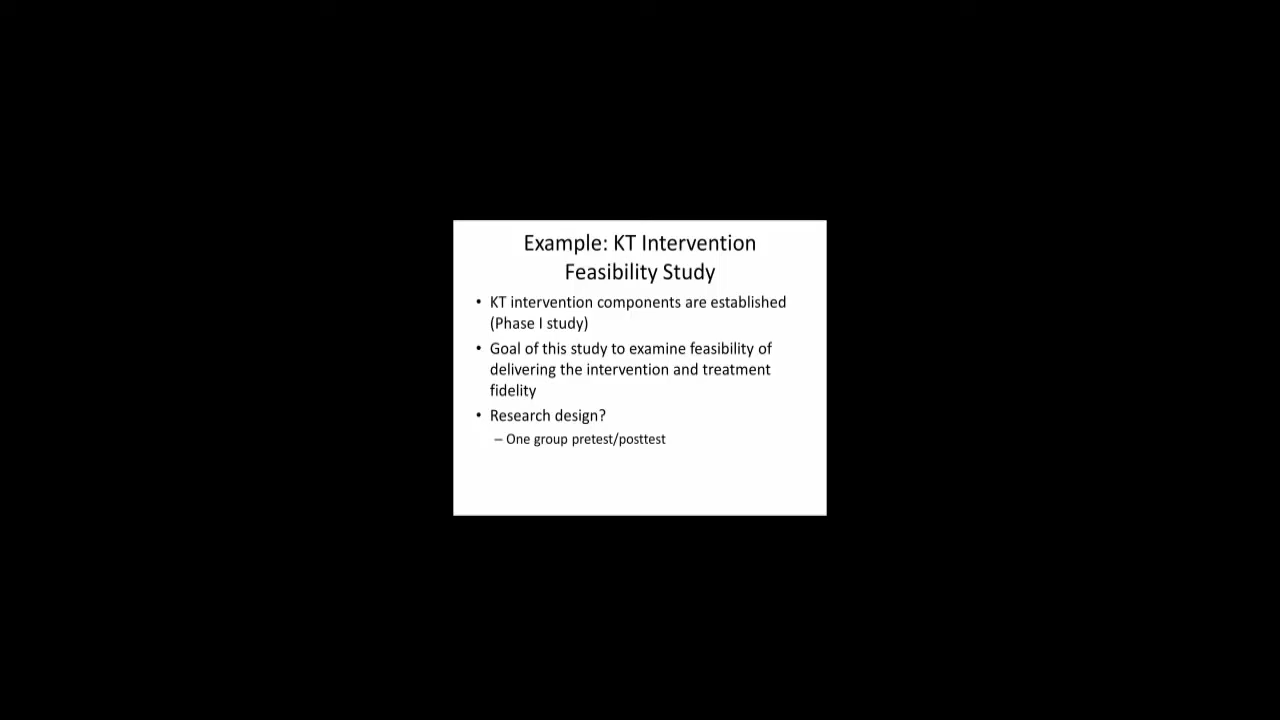 Example: KT Intervention
Feasibility Study
• KT intervention components are established
(Phase I study)
• Goal of this study to examine feasibility of
delivering the intervention and treatment
fidelity
• Research design?
– One group pretest/posttest